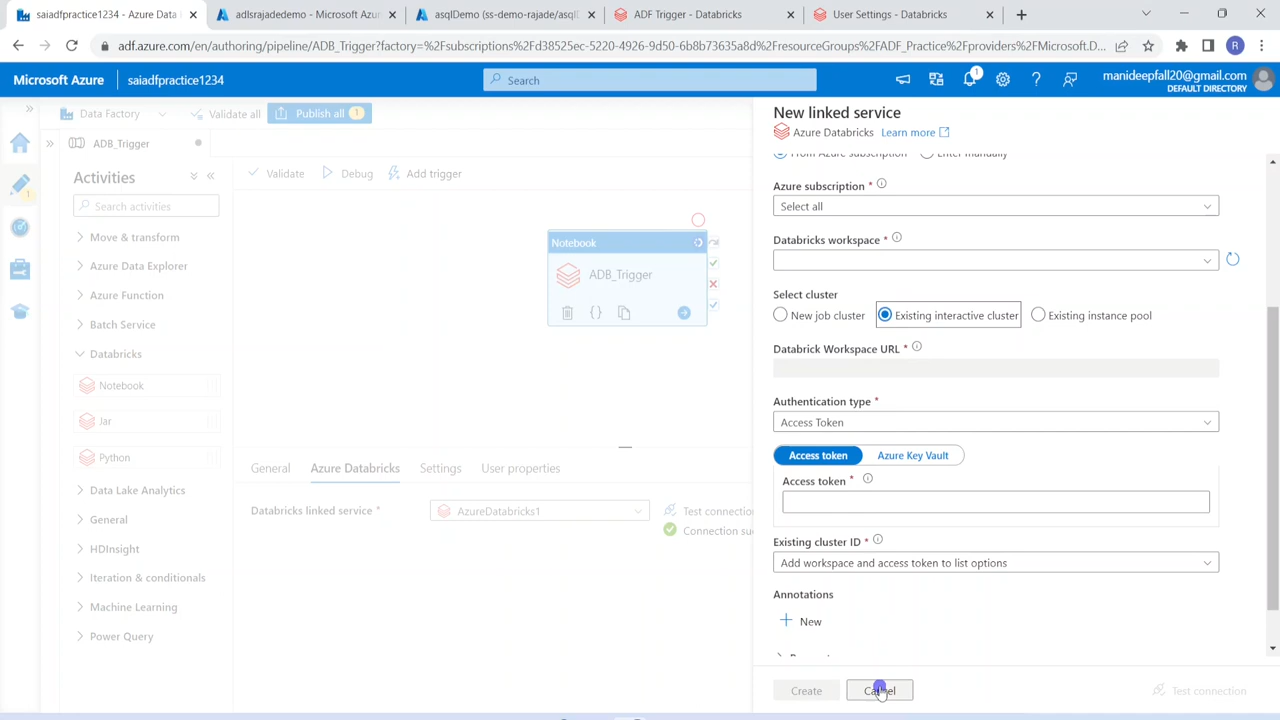 saiadfpractice1234 - Azure Data
adlsrajadedemo - Microsoft Azure
asqlDemo (ss-demo-rajade/asqlD
ADF Trigger - Databricks
User Settings - Databricks
adf.azure.com/en/authoring/pipeline/ADB_Trigger?factory=%2Fsubscriptions%2Fd38525ec-5220-4926-9d50-6b8b73635a8d%2FresourceGroups%2FADF_Practice%2Fproviders%2FMicrosoft.D...
R
Microsoft Azure
saiadfpractice1234
Search
1
manideepfall20@gmail.com
DEFAULT DIRECTORY
Data Factory
Validate all
Publish all 1
ADB_Trigger
Activities
Search activities
Move & transform
Azure Data Explorer
Azure Function
Batch Service
Databricks
Notebook
Jar
Python
Data Lake Analytics
General
HDInsight
Iteration & conditionals
Machine Learning
Power Query
Validate
Debug
Add trigger
Notebook
ADB_Trigger
General
Azure Databricks
Settings
User properties
Databricks linked service *
AzureDatabricks1
Test connection
Connection suc
New linked service
Azure Databricks Learn more
From Azure subscription
Enter manually
Azure subscription *
Select all
Databricks workspace *
Select cluster
New job cluster
Existing interactive cluster
Existing instance pool
Databrick Workspace URL *
Authentication type *
Access Token
Access token
Azure Key Vault
Access token *
Existing cluster ID *
Add workspace and access token to list options
Annotations
New
Create
Cancel
Test connection